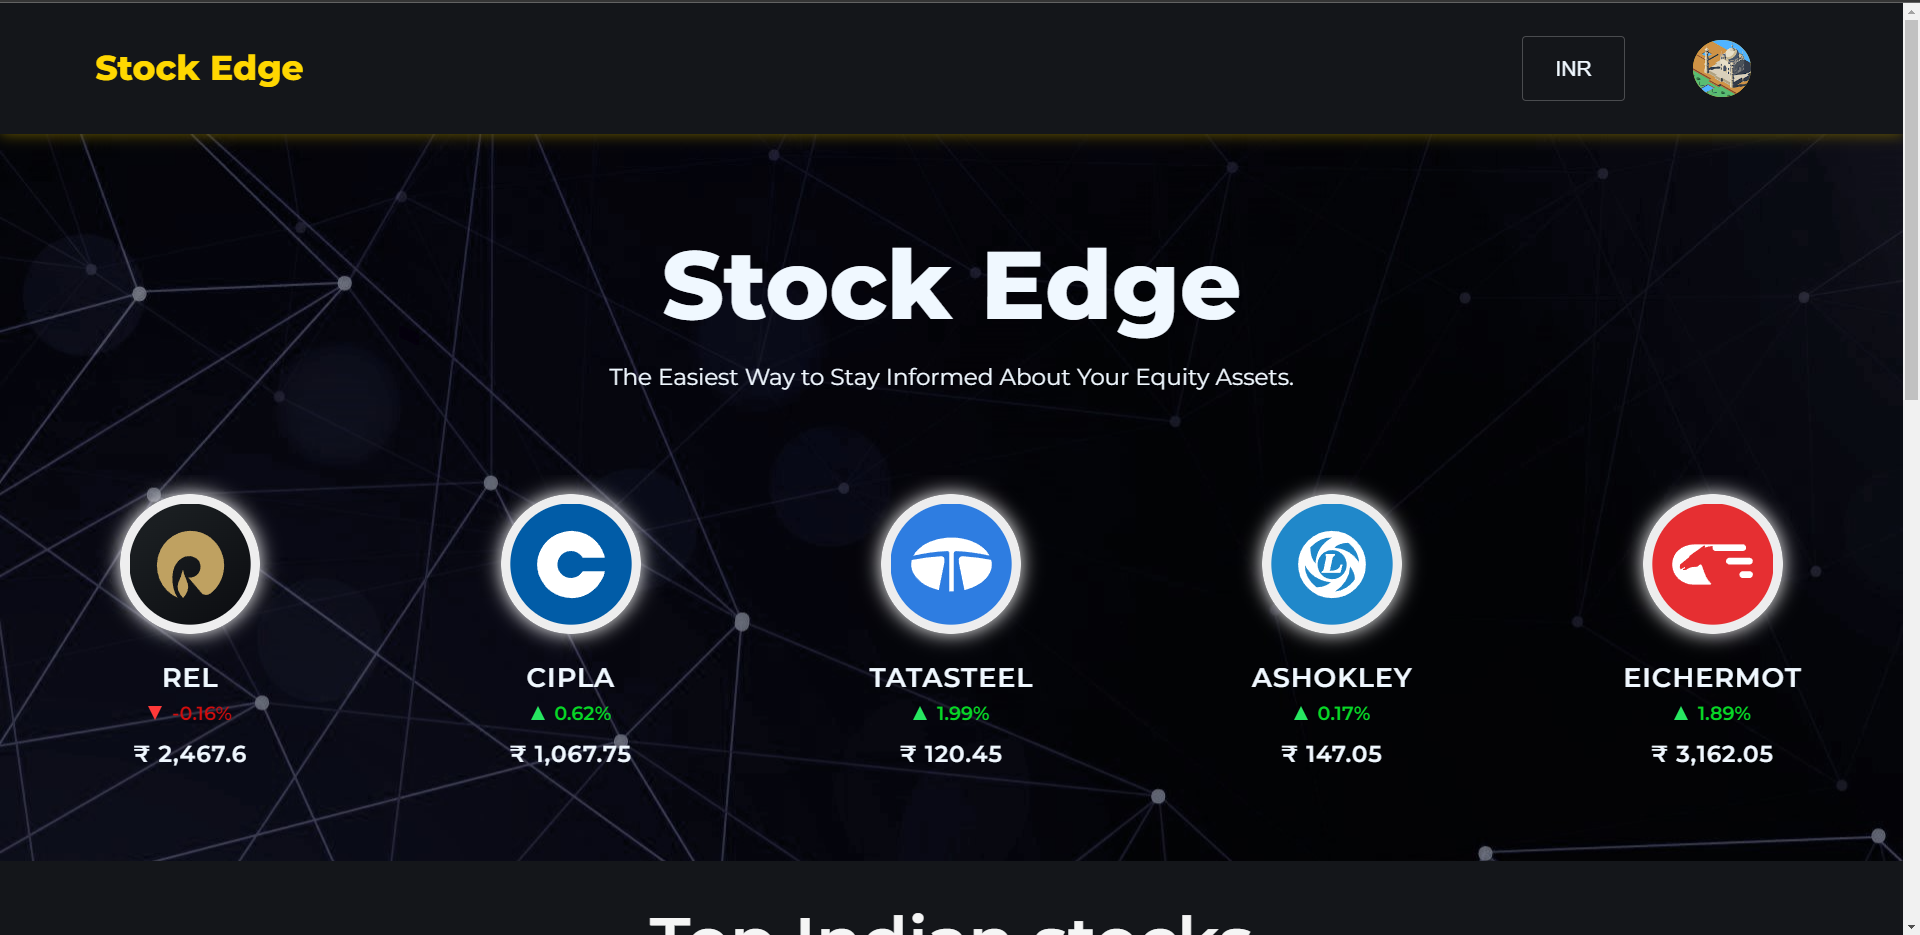 Stock Edge
INR
Stock Edge
The Easiest Way to Stay Informed About Your Equity Assets.
L
REL
▼ -0.16%
₹ 2,467.6
CIPLA
▲ 0.62%
₹ 1,067.75
TATASTEEL
▲ 1.99%
₹ 120.45
ASHOKLEY
▲ 0.17%
₹ 147.05
EICHERMOT
▲ 1.89%
₹ 3,162.05
Top Indian stocks